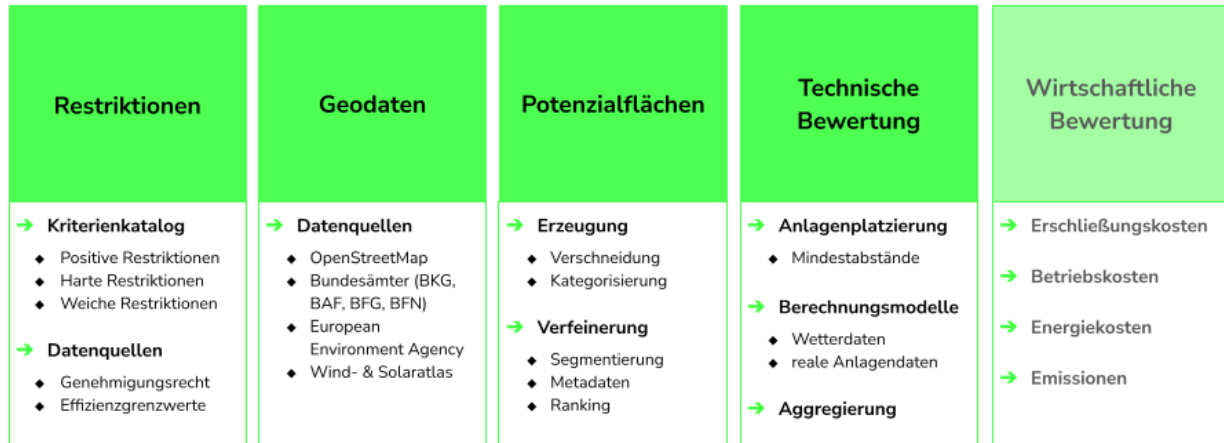 Restriktionen
➔ Kriterienkatalog
◆ Positive Restriktionen
◆ Harte Restriktionen
◆ Weiche Restriktionen
➔ Datenquellen
◆ Genehmigungsrecht
◆ Effizienzgrenzwerte
Geodaten
➔ Datenquellen
◆ OpenStreetMap
◆ Bundesämter (BKG,
BAF, BFG, BFN)
◆ European
Environment Agency
◆ Wind- & Solaratlas
Potenzialflächen
➔ Erzeugung
◆ Verschneidung
◆ Kategorisierung
➔ Verfeinerung
◆ Segmentierung
◆ Metadaten
◆ Ranking
Technische
Bewertung
➔ Anlagenplatzierung
◆ Mindestabstände
➔ Berechnungsmodelle
◆ Wetterdaten
◆ reale Anlagendaten
➔ Aggregierung
Wirtschaftliche
Bewertung
➔ Erschließungskosten
➔ Betriebskosten
➔ Energiekosten
➔ Emissionen